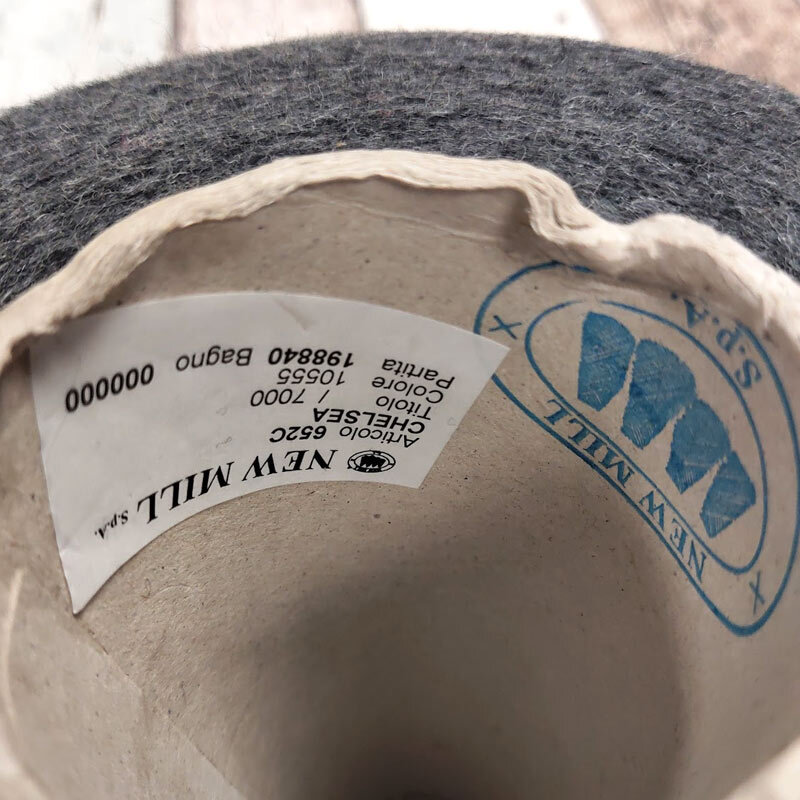 NEW MILL S.p.A.
Articolo 652C
CHELSEA
Titolo / 7000
Colore 10555
Partita 198840 Bagno 000000
NEW MILL
S.p.A.
X
X